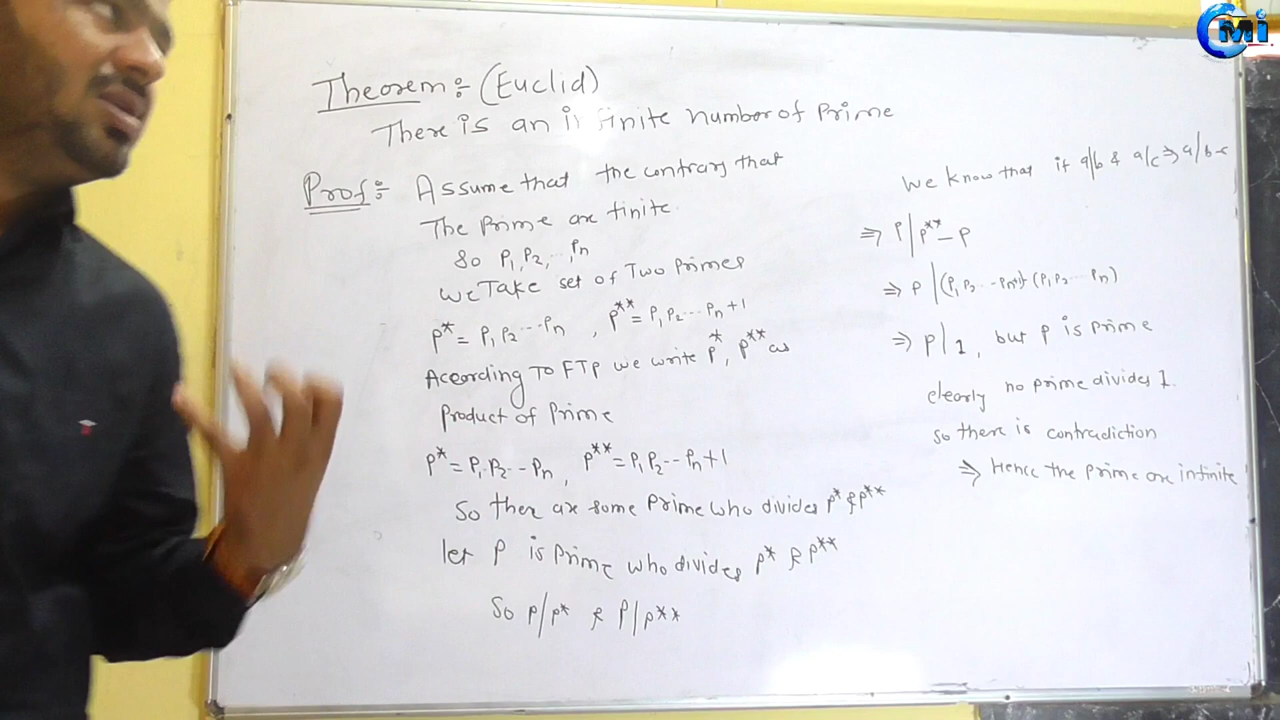 CMi
Theorem:- (Euclid)
There is an infinite number of Prime
Prof:- Assume that the contrary that
The Prime are finite.
So P₁, P₂, ..., Pₙ
We Take set of Two Primes
P* = P₁ P₂ ... Pₙ , P** = P₁ P₂ ... Pₙ + 1
According To FTP we write P*, P** as
Product of Prime
P* = P₁ P₂ ... Pₙ , P** = P₁ P₂ ... Pₙ + 1
So ther are some Prime who divides P* & P**
let P is Prime who divides P* & P**
So P/P* & P/P**
We know that if a/b & a/c ⇒ a/b-c
⇒ P/P** - P
⇒ P/(P₁ P₂ ... Pₙ+1) - (P₁ P₂ ... Pₙ)
⇒ P/1, but P is Prime
clearly no prime divides 1.
so there is contradiction
⇒ Hence the Prime are infinite